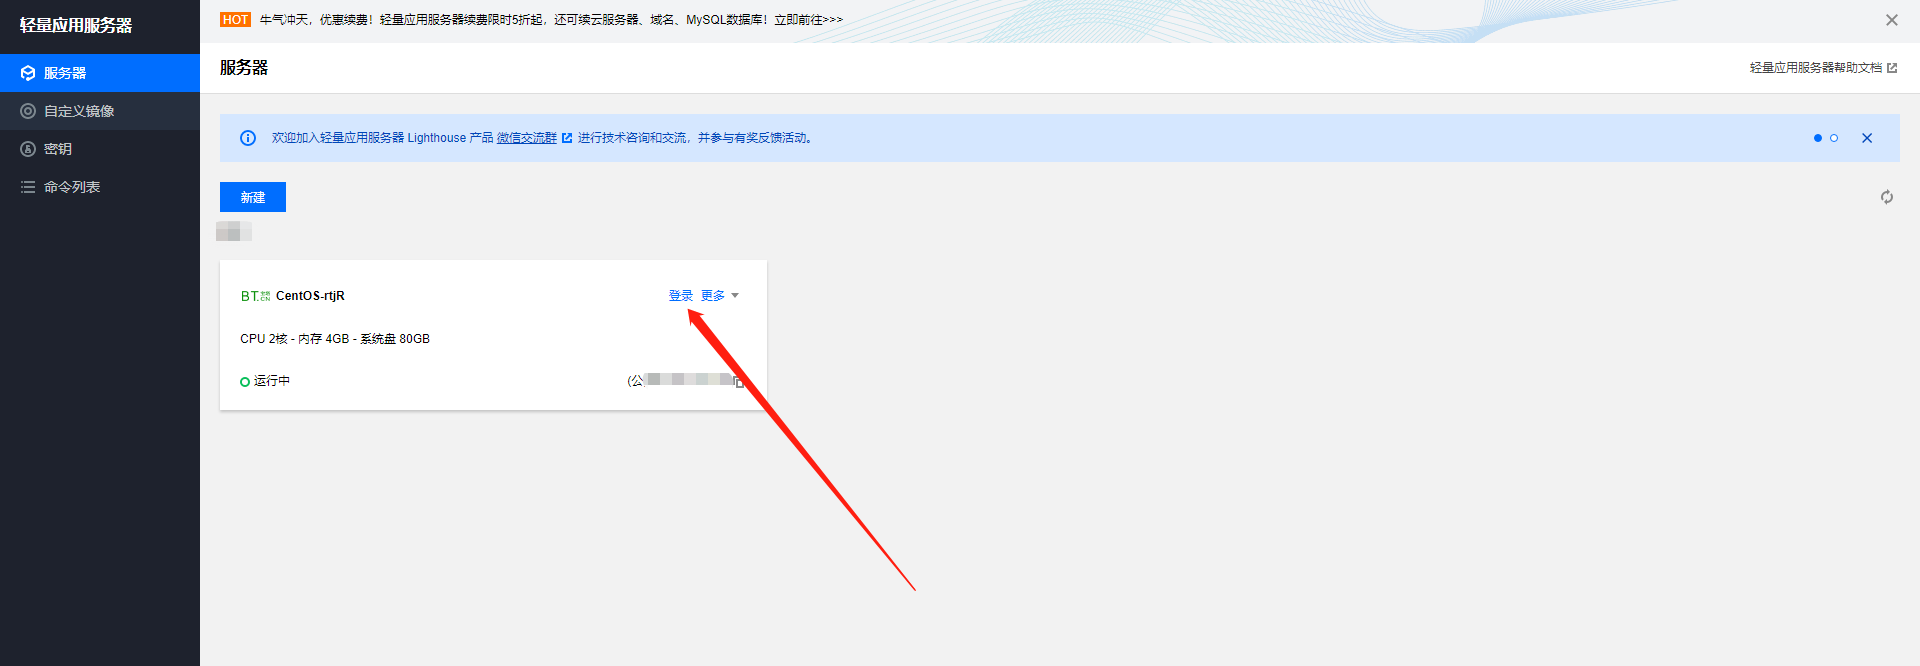 轻量应用服务器
服务器
自定义镜像
密钥
命令列表
HOT 牛气冲天，优惠续费！轻量应用服务器续费限时5折起，还可续云服务器、域名、MySQL数据库！立即前往>>>
服务器
轻量应用服务器帮助文档
欢迎加入轻量应用服务器 Lighthouse 产品 微信交流群 进行技术咨询和交流，并参与有奖反馈活动。
新建
BT.CN CentOS-rtjR
登录 更多
CPU 2核 - 内存 4GB - 系统盘 80GB
运行中
(公